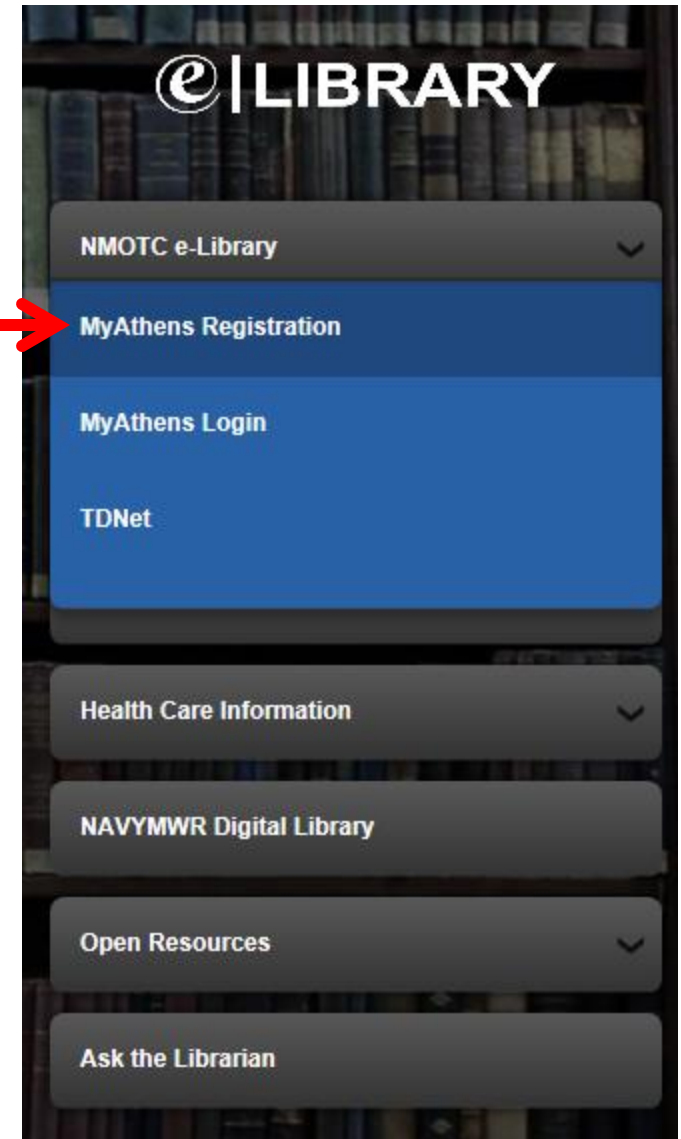 e|LIBRARY
NMOTC e-Library
MyAthens Registration
MyAthens Login
TDNet
Health Care Information
NAVYMWR Digital Library
Open Resources
Ask the Librarian